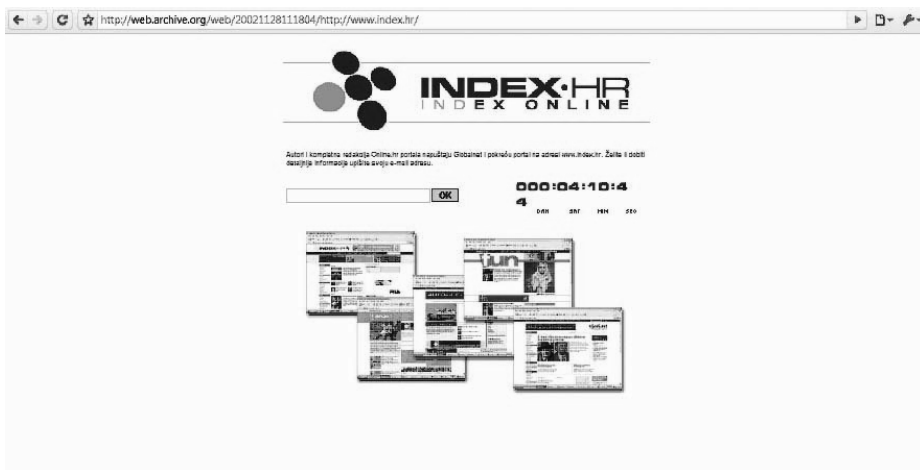 http://web.archive.org/web/20021128111804/http://www.index.hr/
INDEX·HR
INDEX ONLINE
Autori i kompletna redakcija Online.hr portala napuštaju Globalnet i pokreću portal na adresi www.index.hr. Želite li dobiti
detaljnije informacije upišite svoju e-mail adresu.
OK
000:04:10:4
4
DAN SAT MIN SEC
iun